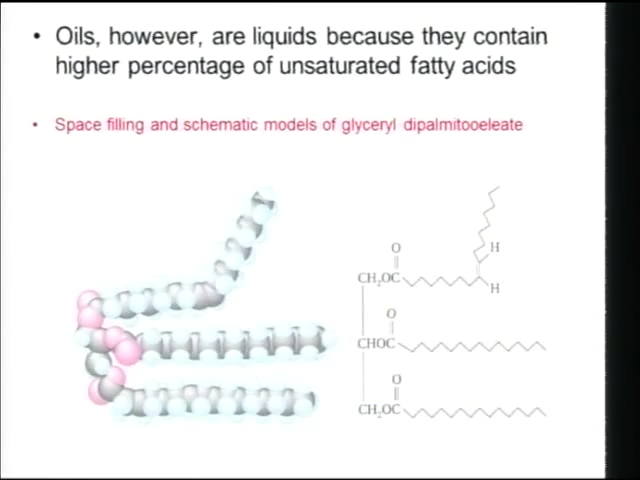 • Oils, however, are liquids because they contain
higher percentage of unsaturated fatty acids
• Space filling and schematic models of glyceryl dipalmitooeleate
O
H
CH₂OC
H
O
CHOC
O
CH₂OC